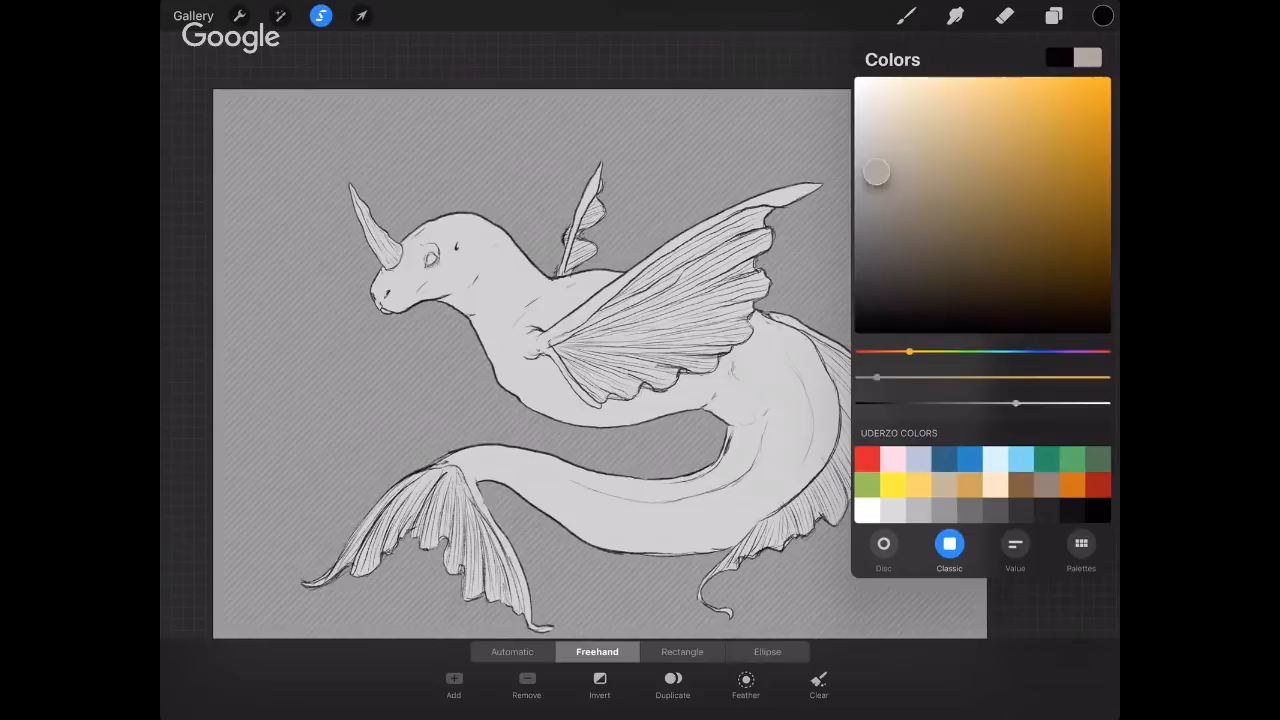 Gallery
Google
Colors
UDERZO COLORS
Disc
Classic
Value
Palettes
Automatic
Freehand
Rectangle
Ellipse
Add
Remove
Invert
Duplicate
Feather
Clear